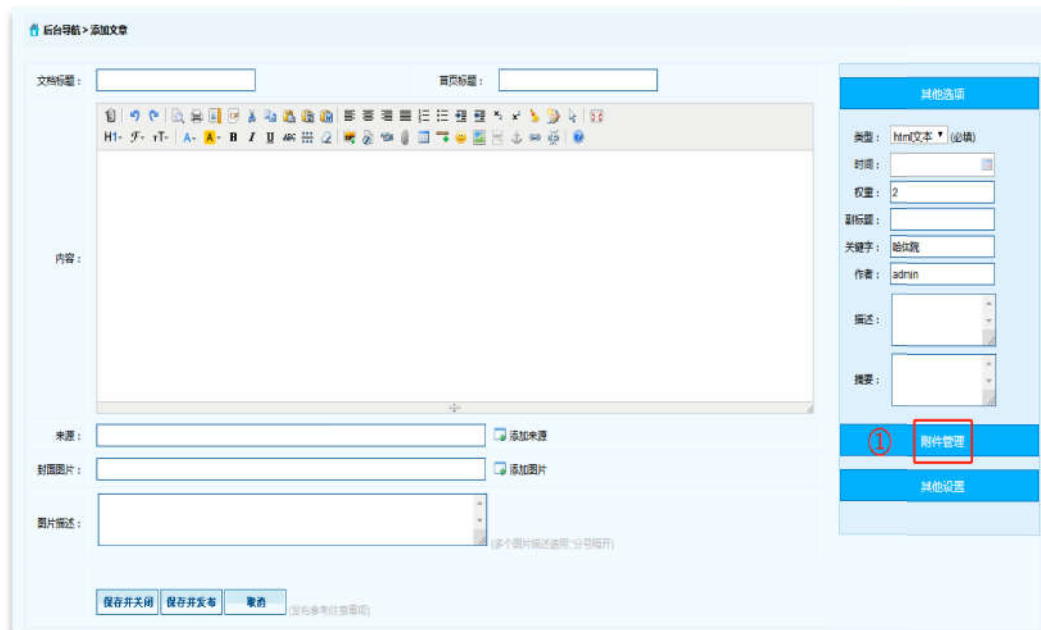 后台导航 > 添加文章
文档标题：
首页标题：
内容：
H1
来源：
添加来源
封面图片：
添加图片
图片描述：
(多个图片描述请用";"分号隔开)
保存并关闭
保存并发布
取消
其他选项
类型：
html文本
(必填)
时间：
权重：
2
副标题：
关键字：
哈体院
作者：
admin
描述：
摘要：
①
附件管理
其他设置